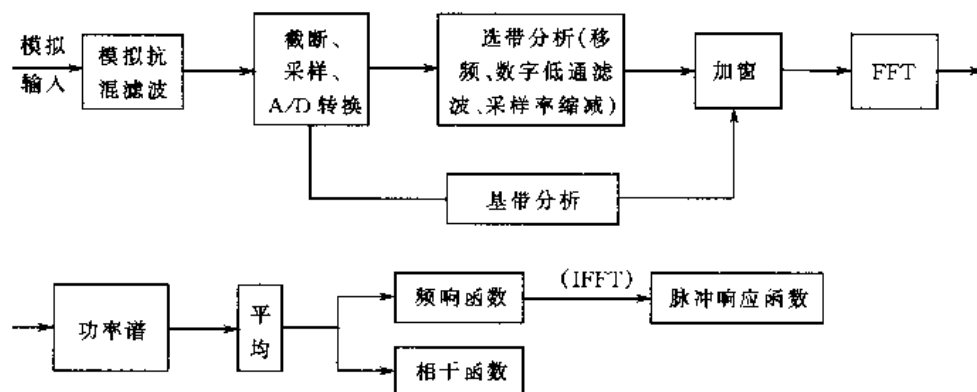 模拟
输入
模拟抗
混滤波
截断、
采样、
A/D 转换
选带分析(移
频、数字低通滤
波、采样率缩减)
加窗
FFT
基带分析
功率谱
平
均
频响函数
(IFFT)
脉冲响应函数
相干函数